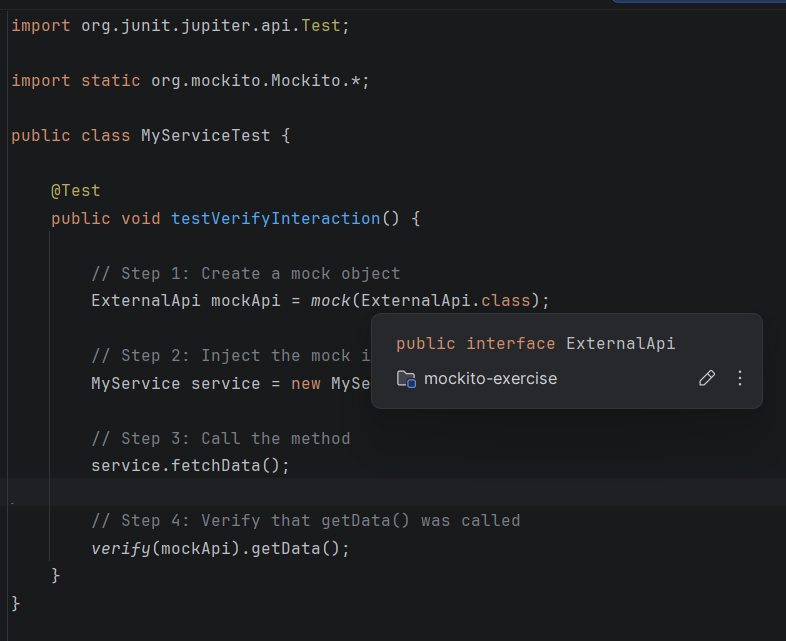 import org.junit.jupiter.api.Test;
import static org.mockito.Mockito.*;
public class MyServiceTest {
@Test
public void testVerifyInteraction() {
// Step 1: Create a mock object
ExternalApi mockApi = mock(ExternalApi.class);
public interface ExternalApi
// Step 2: Inject the mock i
mockito-exercise
MyService service = new MySe
// Step 3: Call the method
service.fetchData();
// Step 4: Verify that getData() was called
verify(mockApi).getData();
}
}